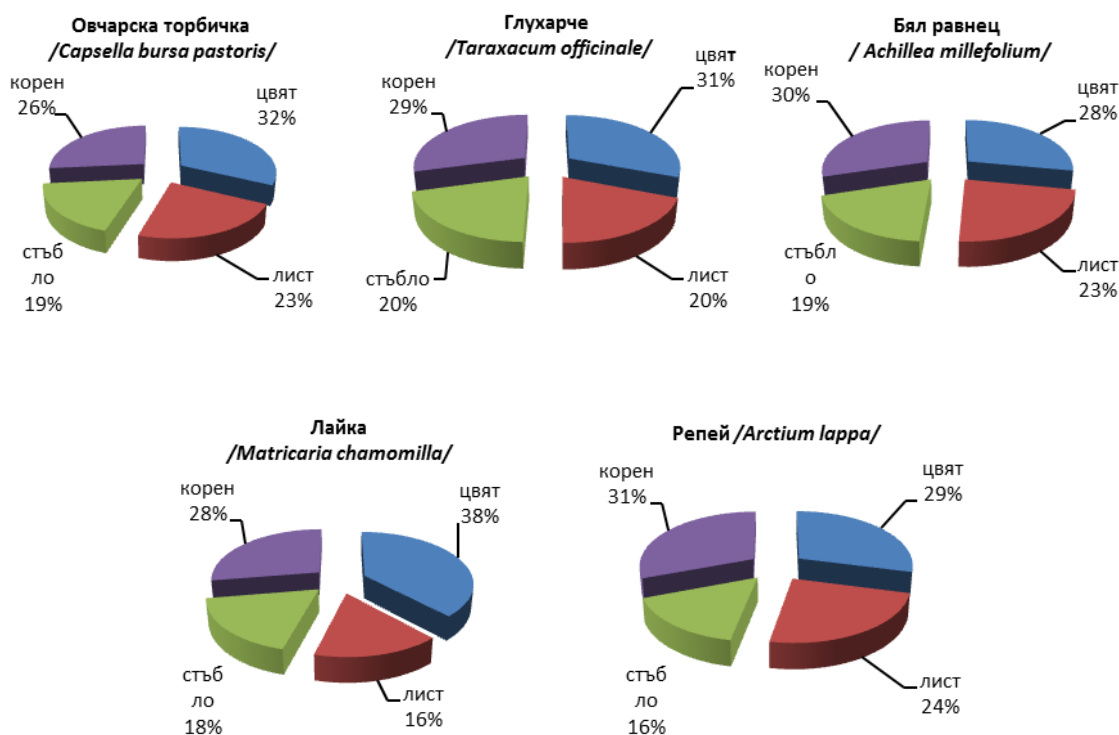 Овчарска торбичка
/Capsella bursa pastoris/
корен
26%
цвят
32%
стъб
ло
19%
лист
23%
Глухарче
/Taraxacum officinale/
корен
29%
цвят
31%
стъбло
20%
лист
20%
Бял равнец
/ Achillea millefolium/
корен
30%
цвят
28%
стъбл
о
19%
лист
23%
Лайка
/Matricaria chamomilla/
корен
28%
цвят
38%
стъб
ло
18%
лист
16%
Репей /Arctium lappa/
корен
31%
цвят
29%
стъб
ло
16%
лист
24%